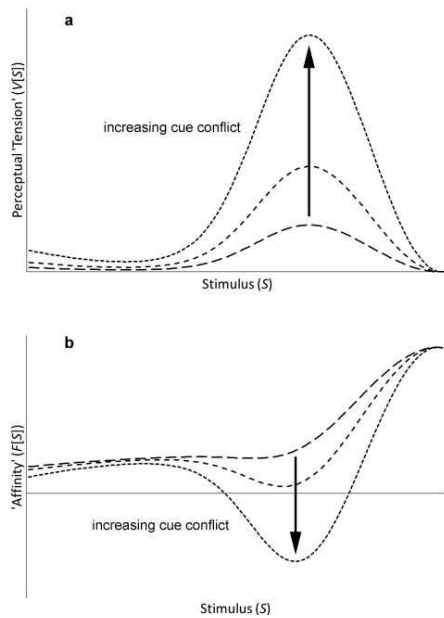 a
Perceptual 'Tension' (V[S])
increasing cue conflict
Stimulus (S)
b
'Affinity' (F[S])
increasing cue conflict
Stimulus (S)